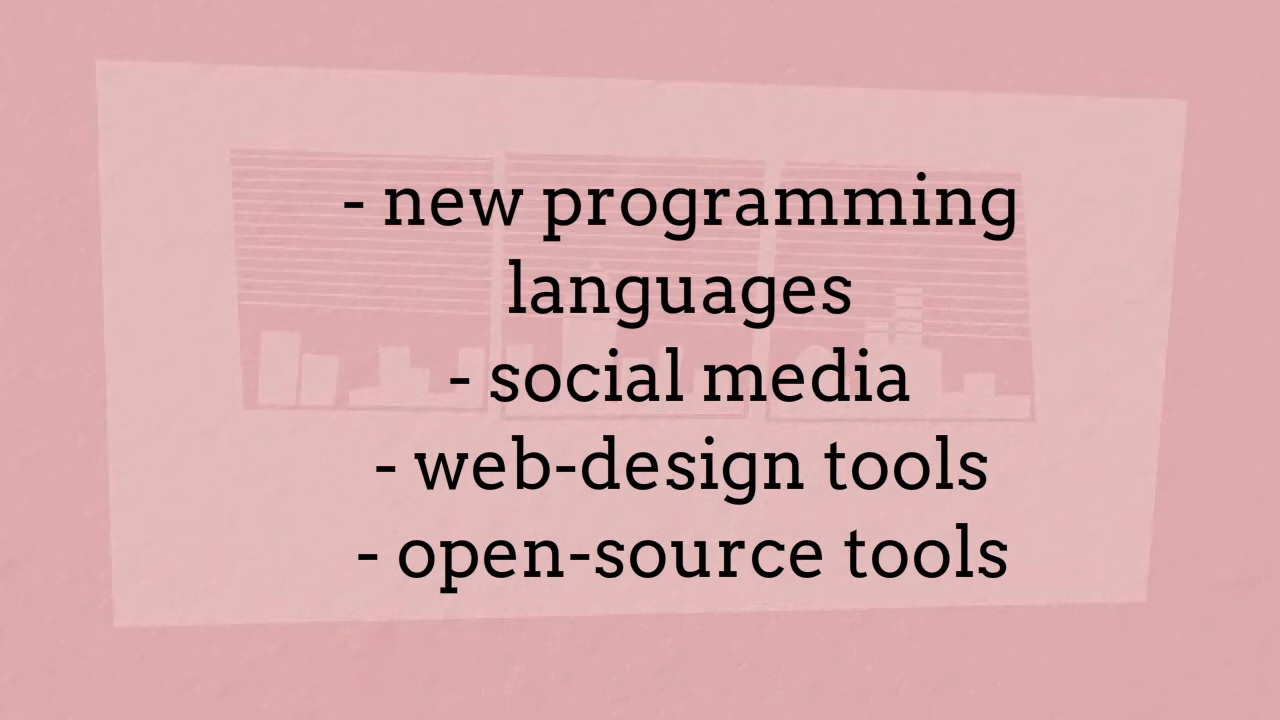 - new programming
languages
- social media
- web-design tools
- open-source tools